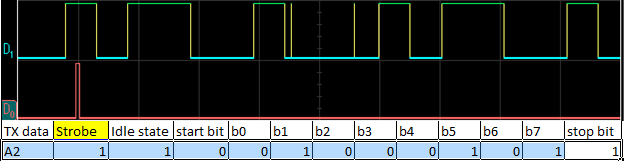 D1
D0
TX data Strobe Idle state start bit b0 b1 b2 b3 b4 b5 b6 b7 stop bit
A2 1 1 0 0 1 0 0 0 1 0 1 1